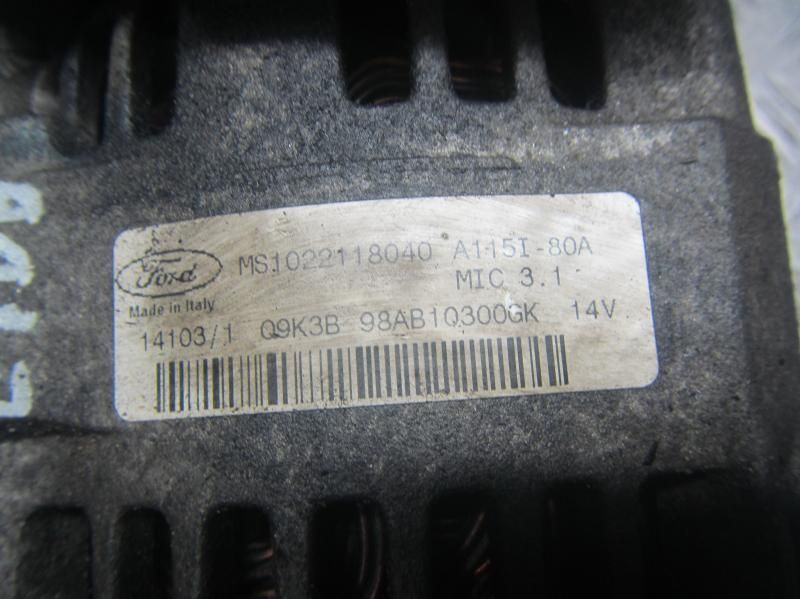 Ford
MS1022118040 A115I-80A
MIC 3.1
Made in Italy
14103/1 Q9K3B 98AB10300GK 14V